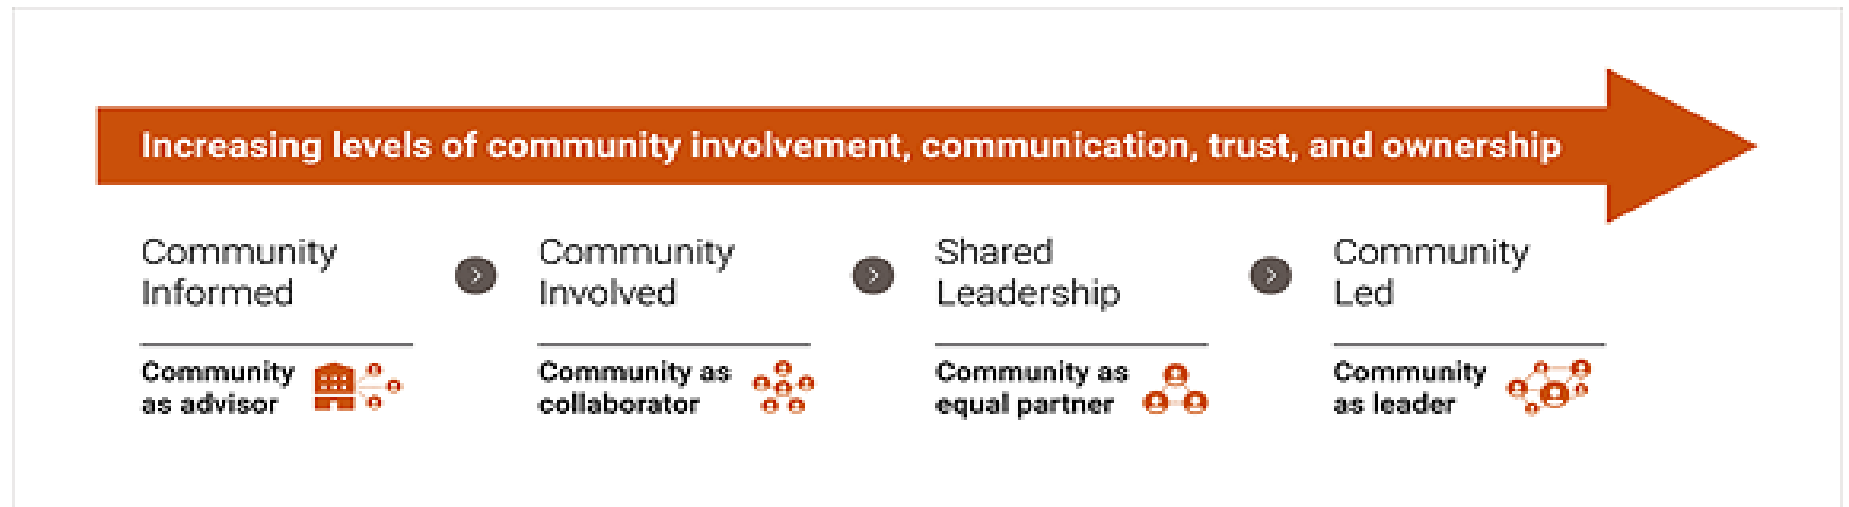 Increasing levels of community involvement, communication, trust, and ownership
Community
Informed
Community
as advisor
Community
Involved
Community as
collaborator
Shared
Leadership
Community as
equal partner
Community
Led
Community
as leader